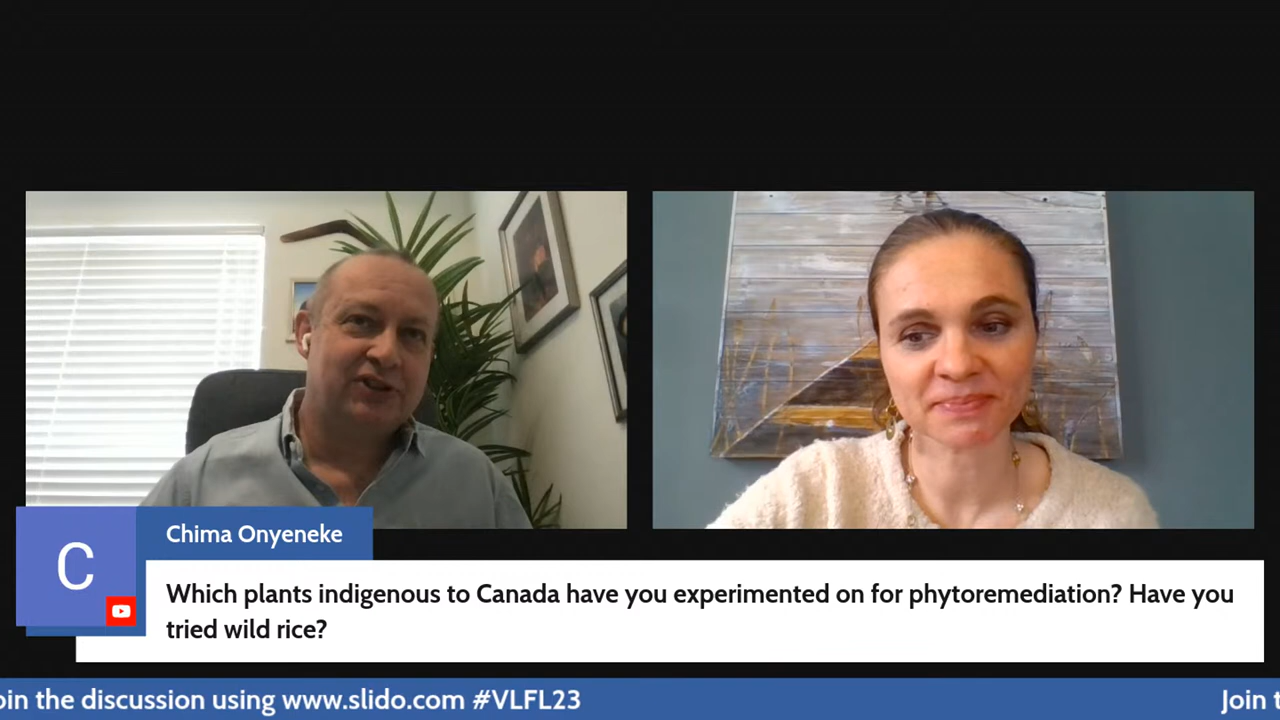 C
Chima Onyeneke
Which plants indigenous to Canada have you experimented on for phytoremediation? Have you
tried wild rice?
oin the discussion using www.slido.com #VLFL23
Join t